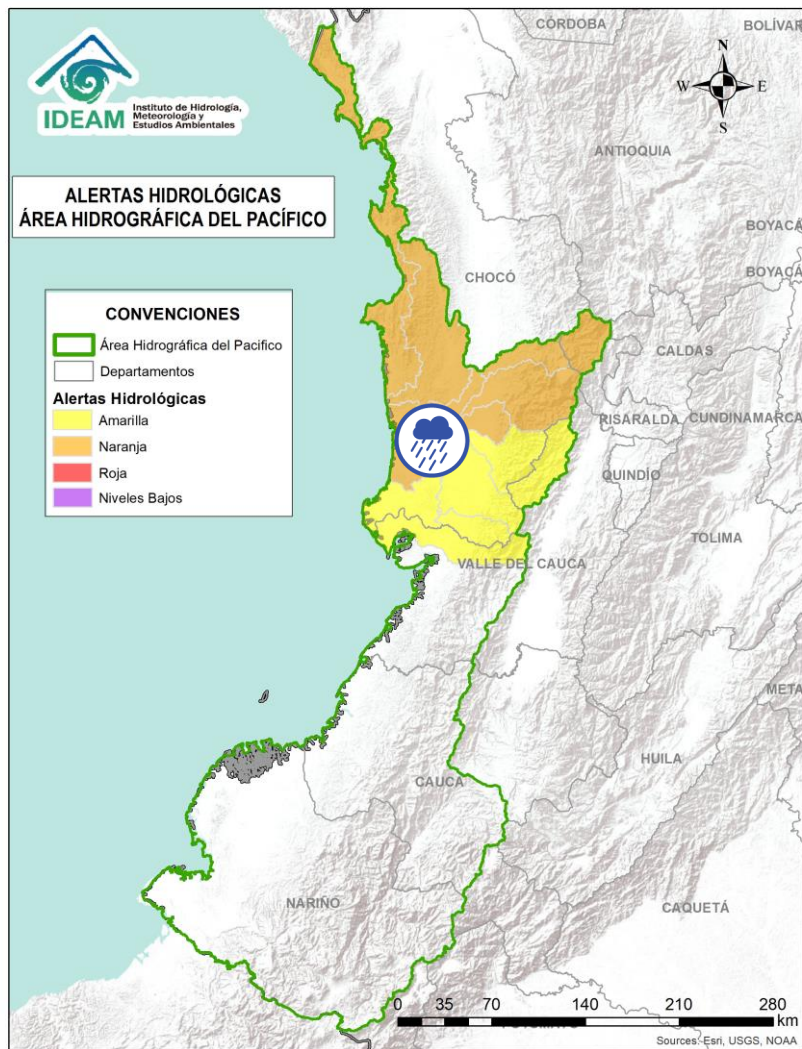 CÓRDOBA
BOLÍVAR
IDEAM
Instituto de Hidrología,
Meteorología y
Estudios Ambientales
N
W
E
S
ANTIOQUIA
ALERTAS HIDROLÓGICAS
ÁREA HIDROGRÁFICA DEL PACÍFICO
BOYACÁ
BOYACÁ
CHOCÓ
CONVENCIONES
Área Hidrográfica del Pacifico
Departamentos
Alertas Hidrológicas
Amarilla
Naranja
Roja
Niveles Bajos
CALDAS
RISARALDA
CUNDINAMARCA
QUINDÍO
TOLIMA
VALLE DEL CAUCA
META
HUILA
CAUCA
NARIÑO
CAQUETÁ
0 35 70 140 210 280
km
Sources: Esri, USGS, NOAA